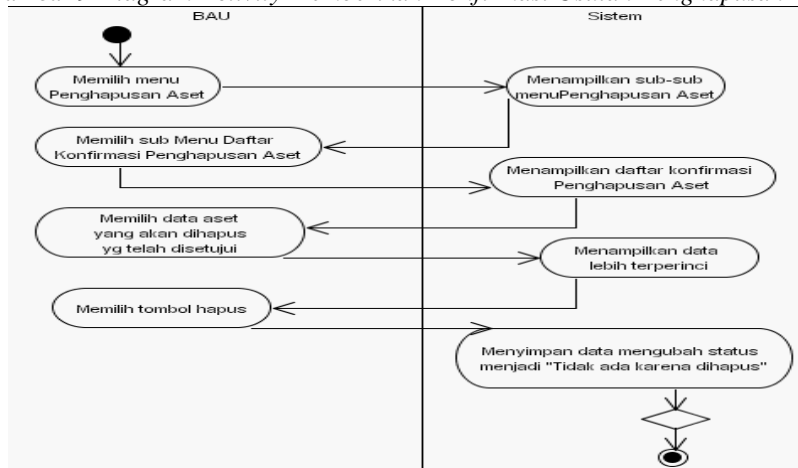 BAU
Sistem
Memilih menu
Penghapusan Aset
Menampilkan sub-sub
menuPenghapusan Aset
Memilih sub Menu Daftar
Konfirmasi Penghapusan Aset
Menampilkan daftar konfirmasi
Penghapusan Aset
Memilih data aset
yang akan dihapus
yg telah disetujui
Menampilkan data
lebih terperinci
Memilih tombol hapus
Menyimpan data mengubah status
menjadi "Tidak ada karena dihapus"